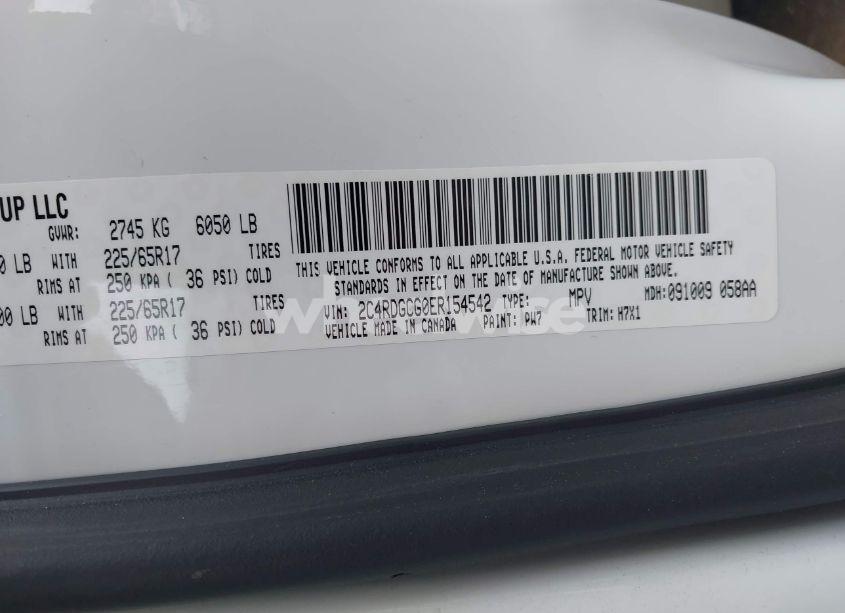 UP LLC
GVWR: 2745 KG 6050 LB
0 LB WITH 225/65R17 TIRES
RIMS AT 250 KPA ( 36 PSI) COLD
00 LB WITH 225/65R17 TIRES
RIMS AT 250 KPA ( 36 PSI) COLD
THIS VEHICLE CONFORMS TO ALL APPLICABLE U.S.A. FEDERAL MOTOR VEHICLE SAFETY
STANDARDS IN EFFECT ON THE DATE OF MANUFACTURE SHOWN ABOVE.
VIN: 2C4RDGCG0ER154542 TYPE: MPV MDH: 091009 058AA
VEHICLE MADE IN CANADA PAINT: PW7 TRIM: H7X1